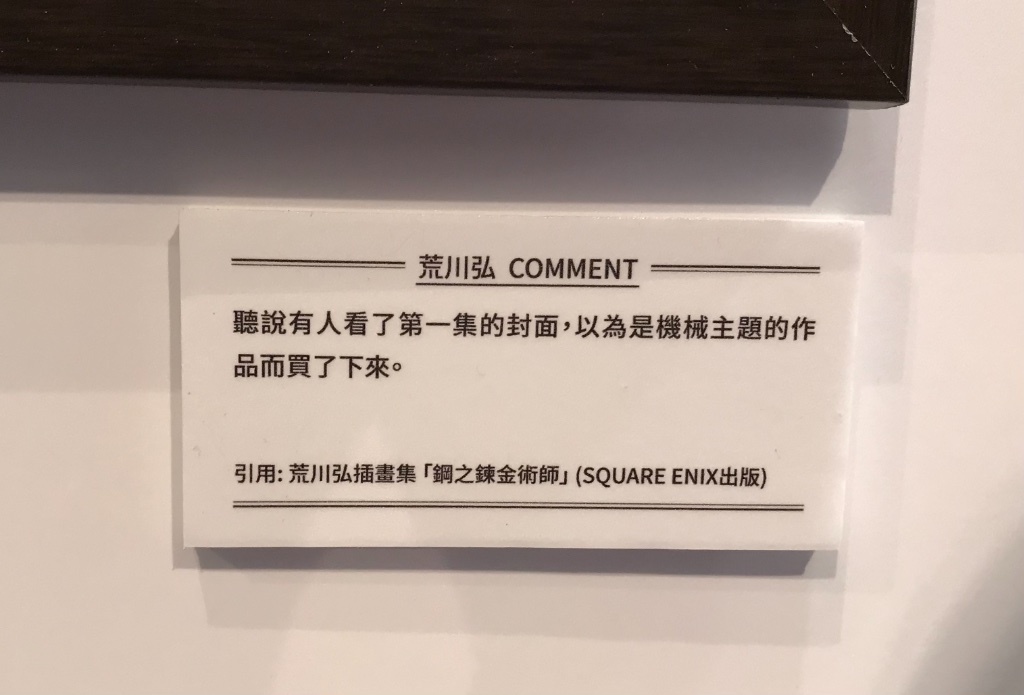 荒川弘 COMMENT
聽說有人看了第一集的封面，以為是機械主題的作
品而買了下來。
引用: 荒川弘插畫集「鋼之鍊金術師」(SQUARE ENIX出版)